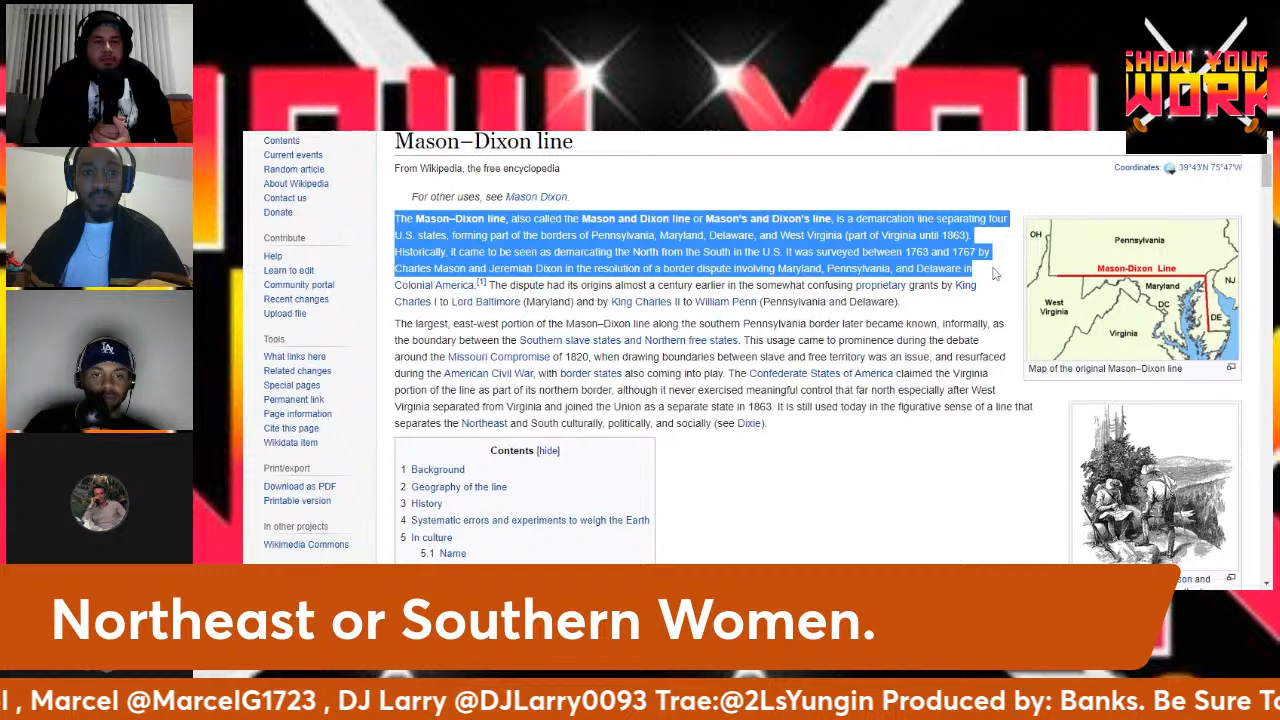 SHOW YOUR
WORK
Contents
Current events
Random article
About Wikipedia
Contact us
Donate
Contribute
Help
Learn to edit
Community portal
Recent changes
Upload file
Tools
What links here
Related changes
Special pages
Permanent link
Page information
Cite this page
Wikidata item
Print/export
Download as PDF
Printable version
In other projects
Wikimedia Commons
Mason–Dixon line
From Wikipedia, the free encyclopedia
Coordinates: 39°43′N 75°47′W
For other uses, see Mason Dixon.
The Mason–Dixon line, also called the Mason and Dixon line or Mason's and Dixon's line, is a demarcation line separating four
U.S. states, forming part of the borders of Pennsylvania, Maryland, Delaware, and West Virginia (part of Virginia until 1863).
Historically, it came to be seen as demarcating the North from the South in the U.S. It was surveyed between 1763 and 1767 by
Charles Mason and Jeremiah Dixon in the resolution of a border dispute involving Maryland, Pennsylvania, and Delaware in
Colonial America.[1] The dispute had its origins almost a century earlier in the somewhat confusing proprietary grants by King
Charles I to Lord Baltimore (Maryland) and by King Charles II to William Penn (Pennsylvania and Delaware).
The largest, east-west portion of the Mason–Dixon line along the southern Pennsylvania border later became known, informally, as
the boundary between the Southern slave states and Northern free states. This usage came to prominence during the debate
around the Missouri Compromise of 1820, when drawing boundaries between slave and free territory was an issue, and resurfaced
during the American Civil War, with border states also coming into play. The Confederate States of America claimed the Virginia
portion of the line as part of its northern border, although it never exercised meaningful control that far north especially after West
Virginia separated from Virginia and joined the Union as a separate state in 1863. It is still used today in the figurative sense of a line that
separates the Northeast and South culturally, politically, and socially (see Dixie).
Contents [hide]
1 Background
2 Geography of the line
3 History
4 Systematic errors and experiments to weigh the Earth
5 In culture
5.1 Name
OH
Pennsylvania
Mason-Dixon Line
NJ
Maryland
West
Virginia
DC
DE
Virginia
Map of the original Mason–Dixon line
son and
LA
Northeast or Southern Women.
, Marcel @MarcelG1723 , DJ Larry @DJLarry0093 Trae:@2LsYungin Produced by: Banks. Be Sure